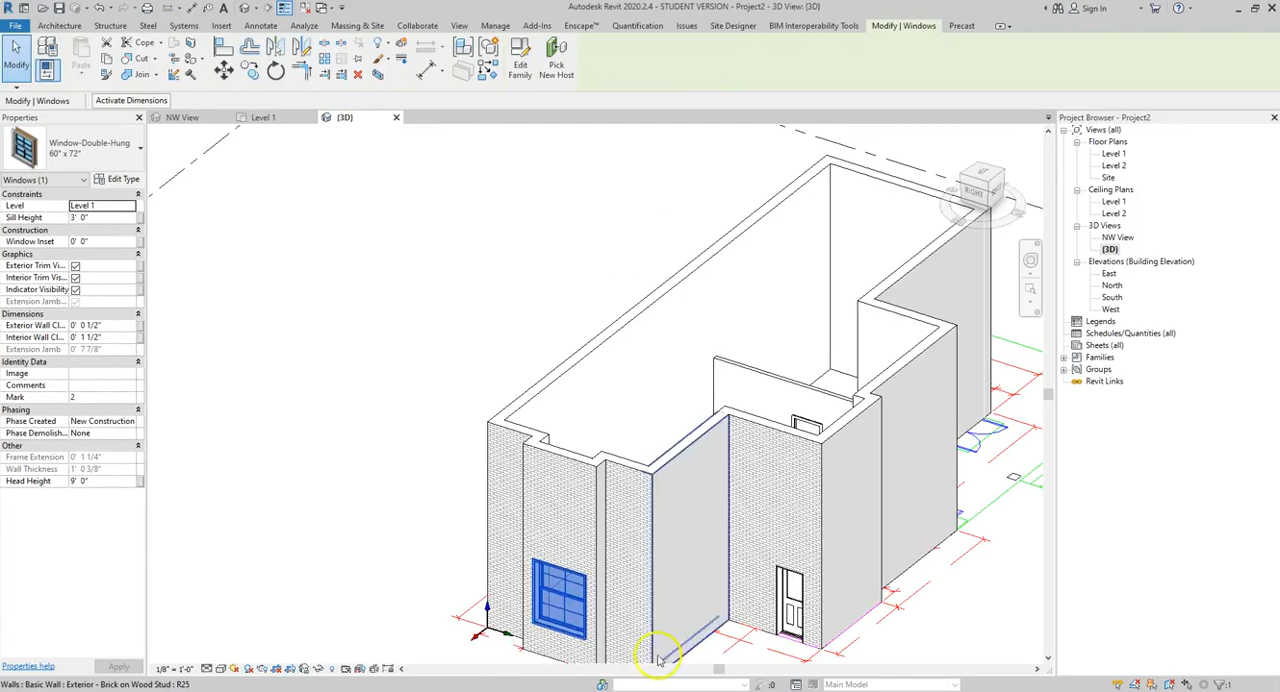 Autodesk Revit 2020.2.4 - STUDENT VERSION - Project2 - 3D View: {3D}
Sign In
File Architecture Structure Steel Systems Insert Annotate Analyze Massing & Site Collaborate View Manage Add-Ins Enscape™ Quantification Issues Site Designer BIM Interoperability Tools Modify | Windows Precast
Modify
Paste
Cope
Cut
Join
Edit Family
Pick New Host
Modify | Windows
Activate Dimensions
Properties
NW View
Level 1
{3D}
Project Browser - Project2
Window-Double-Hung
60" x 72"
Windows (1)
Edit Type
Constraints
Level Level 1
Sill Height 3' 0"
Construction
Window Inset 0' 0"
Graphics
Exterior Trim Vi...
Interior Trim Vis...
Indicator Visibility
Extension Jamb...
Dimensions
Exterior Wall Cl... 0' 0 1/2"
Interior Wall Cl... 0' 1 1/2"
Extension Jamb 0' 7 7/8"
Identity Data
Image
Comments
Mark 2
Phasing
Phase Created New Construction
Phase Demolish... None
Other
Frame Extension 0' 1 1/4"
Wall Thickness 1' 0 3/8"
Head Height 9' 0"
Properties help
Apply
RIGHT
Views (all)
Floor Plans
Level 1
Level 2
Site
Ceiling Plans
Level 1
Level 2
3D Views
NW View
{3D}
Elevations (Building Elevation)
East
North
South
West
Legends
Schedules/Quantities (all)
Sheets (all)
Families
Groups
Revit Links
1/8" = 1'-0"
Walls : Basic Wall : Exterior - Brick on Wood Stud : R25
:0
Main Model
:1